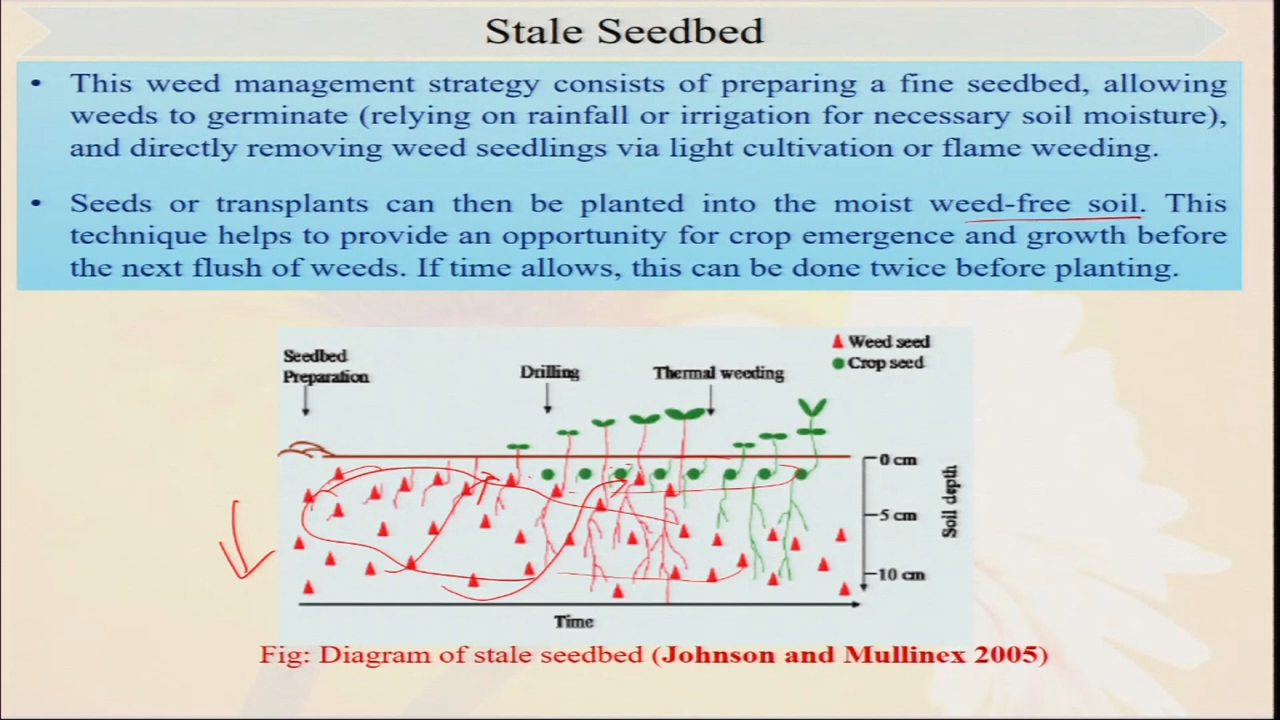 Stale Seedbed
• This weed management strategy consists of preparing a fine seedbed, allowing
weeds to germinate (relying on rainfall or irrigation for necessary soil moisture),
and directly removing weed seedlings via light cultivation or flame weeding.
• Seeds or transplants can then be planted into the moist weed-free soil. This
technique helps to provide an opportunity for crop emergence and growth before
the next flush of weeds. If time allows, this can be done twice before planting.
Seedbed
Preparation
Drilling
Thermal weeding
Weed seed
Crop seed
0 cm
5 cm
10 cm
Soil depth
Time
Fig: Diagram of stale seedbed (Johnson and Mullinex 2005)